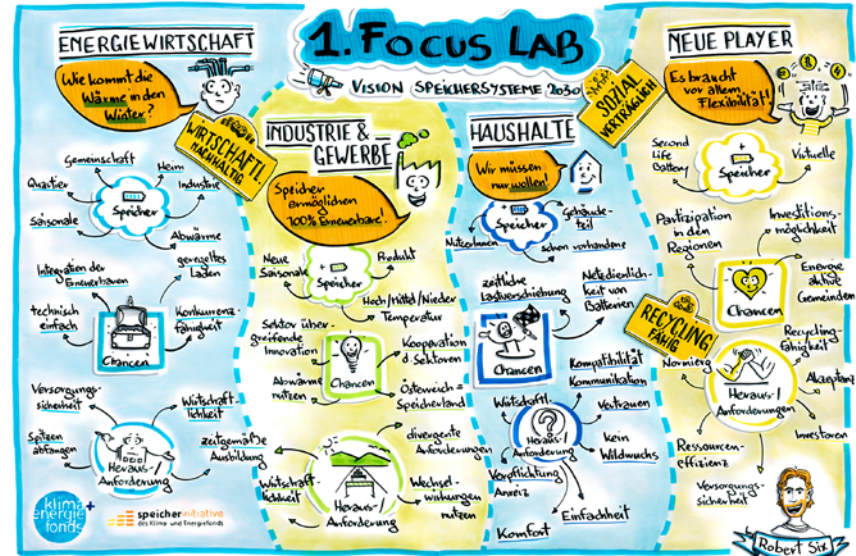 1. FOCUS LAB
VISION SPEICHERSYSTEME 2030
ENERGIEWIRTSCHAFT
Wie kommt die
Wärme in den
Winter?
WIRTSCHAFTL.
NACHHALTIG
Gemeinschaft
Heim
Quartier
Industrie
Speicher
Saisonale
Abwärme
geregeltes
Laden
Integration der
Erneuerbaren
technisch
einfach
Konkurrenz-
fähigkeit
Chancen
Versorgungs-
sicherheit
Wirtschaft-
lichkeit
Spitzen
abfangen
zeitgemäße
Ausbildung
Heraus-/
Anforderung
klima+
energie
fonds
speicherinitiative
des Klima- und Energiefonds
INDUSTRIE &
GEWERBE
Speicher
ermöglichen
100% Erneuerbare!
Neue
Saisonale
Produkt
Speicher
Hoch/Mittel/Nieder
Temperatur
Sektor über-
greifende
Innovation
Kooperation
d. Sektoren
Abwärme
nutzen
Chancen
Österreich =
Speicherland
divergente
Anforderungen
Wirtschaft-
lichkeit
Wechsel-
wirkungen
nutzen
Heraus-/
Anforderung
HAUSHALTE
Wir müssen
nur wollen!
SOZIAL
VERTRÄGLICH
Speicher
Gebäude-
teil
NutzerInnen
schon vorhandene
zeitliche
Lastverschiebung
Netzdienlich-
keit von
Batterien
Chancen
Kompatibilität
Kommunikation
Wirtschaftl.
Vertrauen
Heraus-/
Anforderung
kein
Wildwuchs
Verpflichtung
Anreiz
Einfachheit
Komfort
NEUE PLAYER
Es braucht
vor allem
Flexibilität!
Second
Life
Battery
Virtuelle
Speicher
Partizipation
in den
Regionen
Investitions-
möglichkeit
Energie
aktive
Gemeinden
Chancen
RECYCLING
FÄHIG
Recycling-
fähigkeit
Normierg
Akzeptanz
Heraus-/
Anforderungen
Investoren
Ressourcen-
effizienz
Versorgungs-
sicherheit
Robert Six